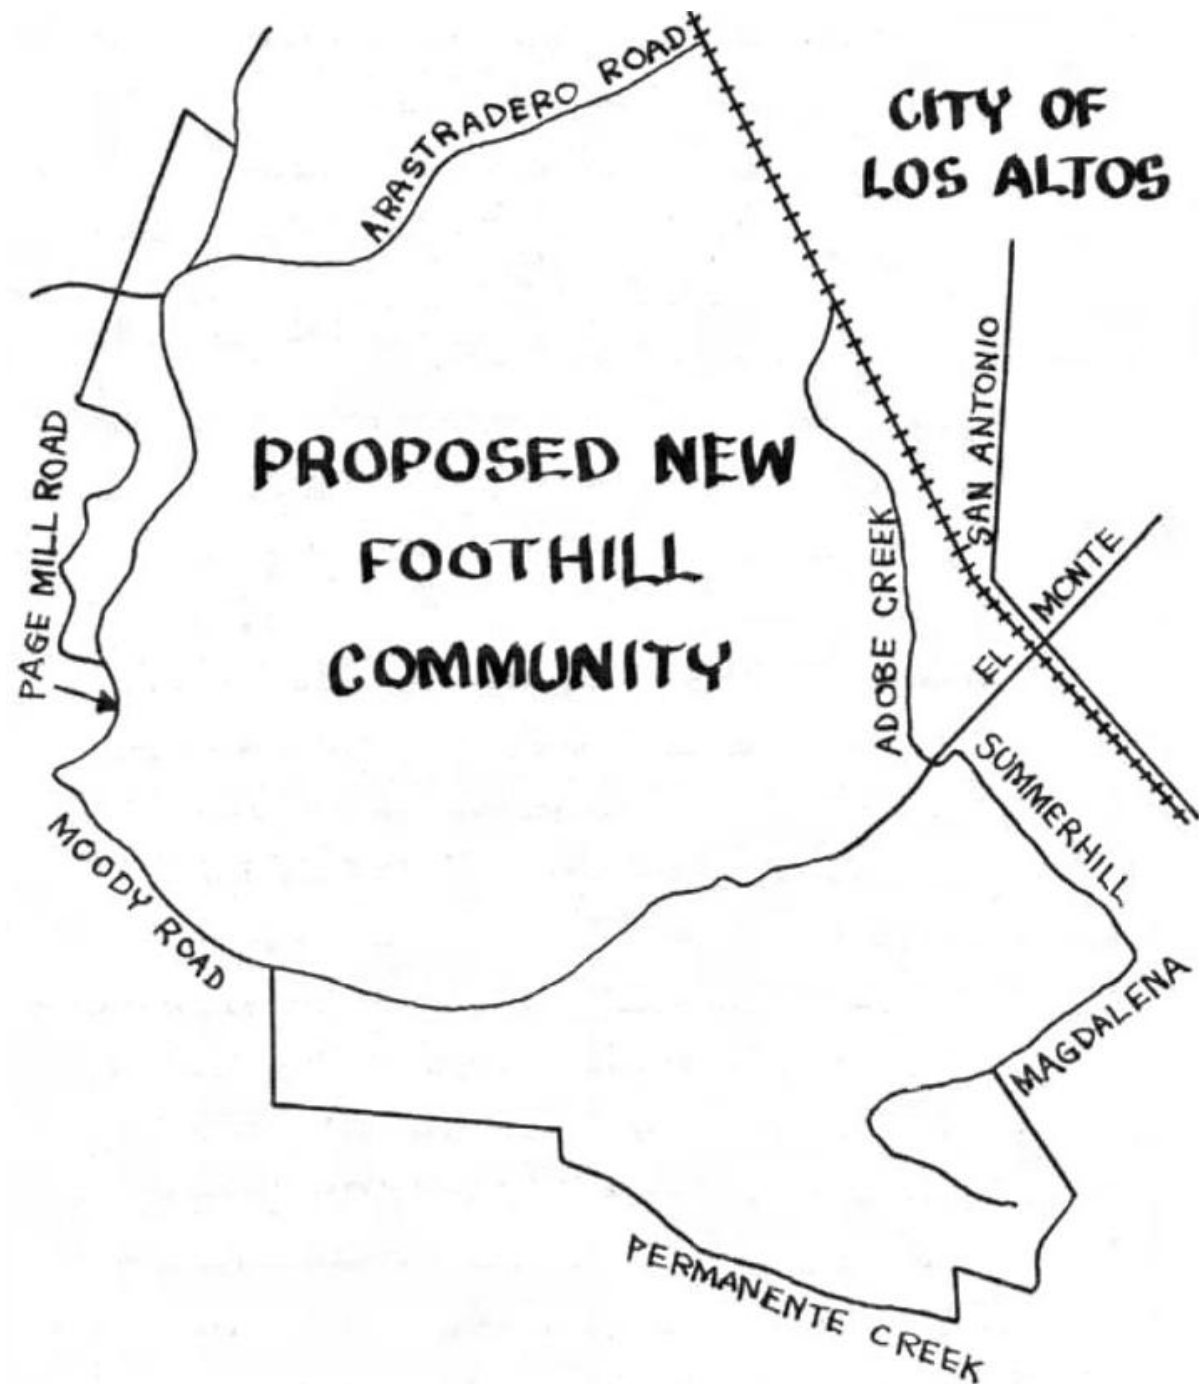 ARASTRADERO ROAD
CITY OF
LOS ALTOS
SAN ANTONIO
PAGE MILL ROAD
PROPOSED NEW
FOOTHILL
COMMUNITY
ADOBE CREEK
EL MONTE
SUMMERHILL
MOODY ROAD
MAGDALENA
PERMANENTE CREEK